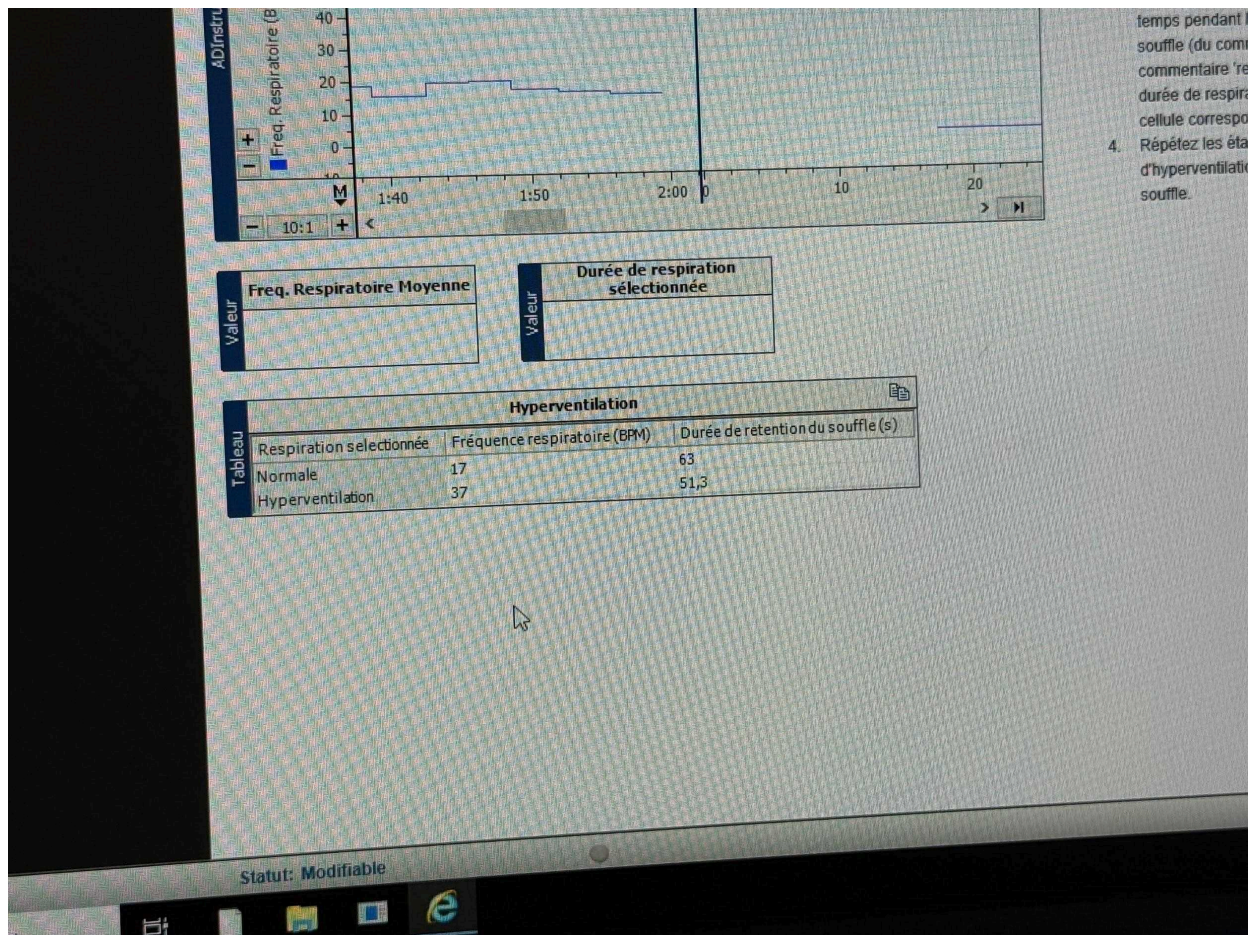 ADInstru
Freq. Respiratoire (B
40
30
20
10
0
M
1:40
1:50
2:00
0
10
20
10:1
temps pendant
souffle (du com
commentaire 're
durée de respira
cellule correspo
4. Répétez les éta
d'hyperventilatio
souffle.
Valeur
Freq. Respiratoire Moyenne
Valeur
Durée de respiration
sélectionnée
Tableau
Hyperventilation
Respiration selectionnée Fréquence respiratoire (BPM) Durée de retention du souffle (s)
Normale 17 63
Hyperventilation 37 51,3
Statut: Modifiable